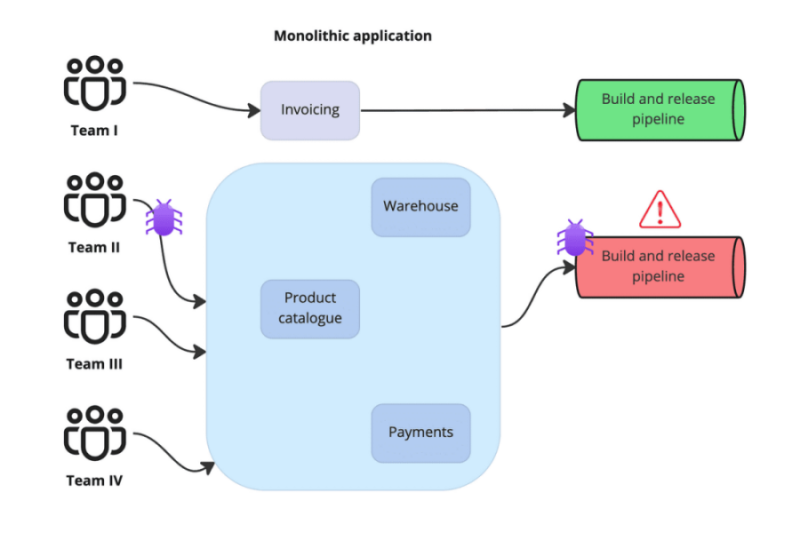 Monolithic application
Team I
Invoicing
Build and release
pipeline
Team II
Warehouse
Build and release
pipeline
Product
catalogue
Team III
Payments
Team IV